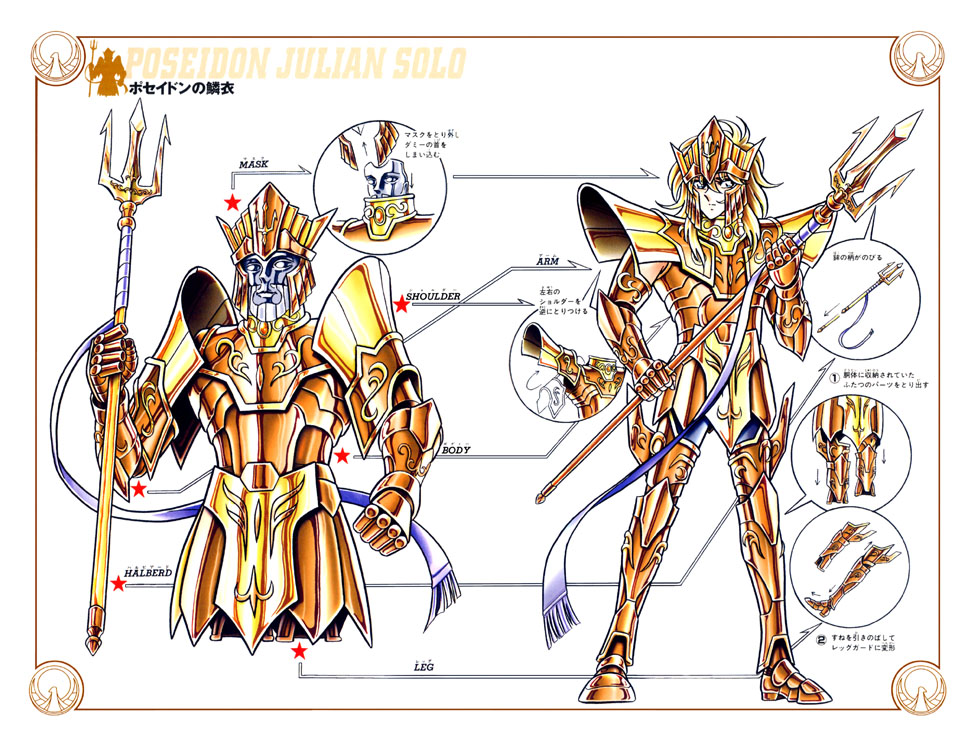 POSEIDON JULIAN SOLO
ポセイドンの鱗衣
マスクをとり外し
ダミーの首を
しまい込む
MASK
ARM
SHOULDER
左右の
ショルダーを
逆にとりつける
鉾の柄がのびる
① 胴体に収納されていた
ふたつのパーツをとり出す
BODY
HALBERD
② すねを引きのばして
レッグガードに変形
LEG